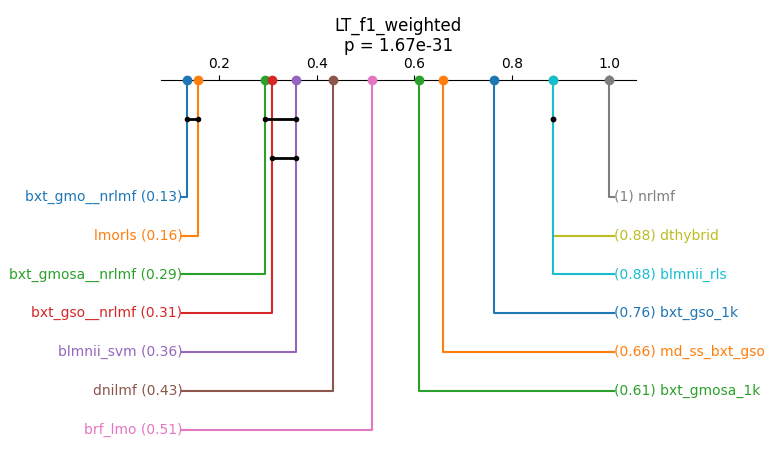 LT_f1_weighted
p = 1.67e-31
0.2 0.4 0.6 0.8 1.0
bxt_gmo__nrlmf (0.13)
(1) nrlmf
lmorls (0.16)
(0.88) dthybrid
bxt_gmosa__nrlmf (0.29)
(0.88) blmnii_rls
bxt_gso__nrlmf (0.31)
(0.76) bxt_gso_1k
blmnii_svm (0.36)
(0.66) md_ss_bxt_gso
dnilmf (0.43)
(0.61) bxt_gmosa_1k
brf_lmo (0.51)